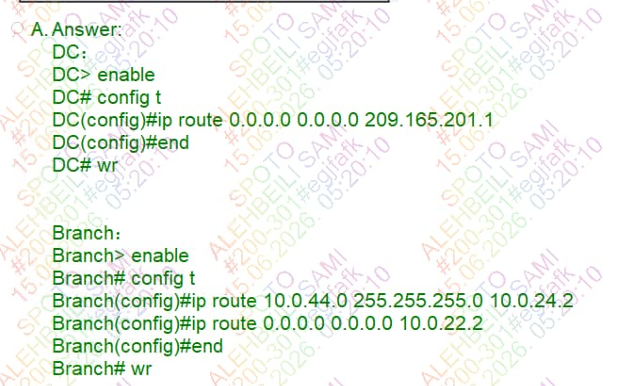 A. Answer:
DC：
DC> enable
DC# config t
DC(config)#ip route 0.0.0.0 0.0.0.0 209.165.201.1
DC(config)#end
DC# wr
Branch：
Branch> enable
Branch# config t
Branch(config)#ip route 10.0.44.0 255.255.255.0 10.0.24.2
Branch(config)#ip route 0.0.0.0 0.0.0.0 10.0.22.2
Branch(config)#end
Branch# wr